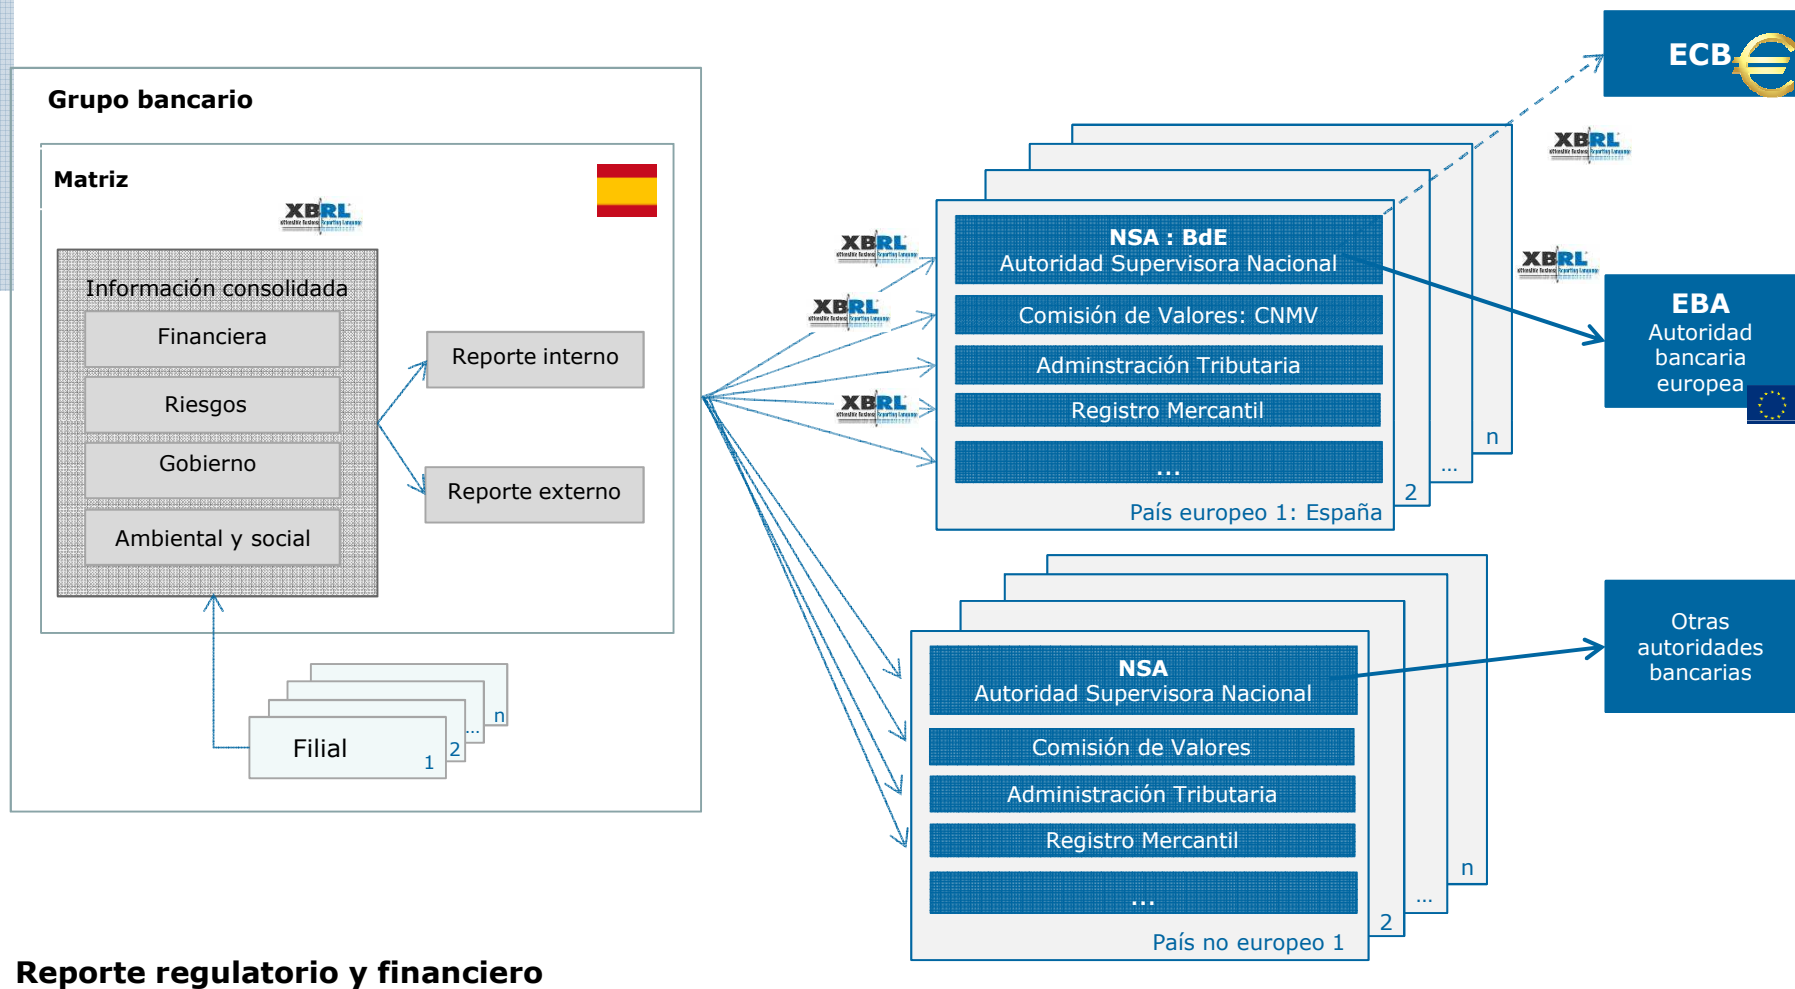 Grupo bancario
Matriz
XBRL
Información consolidada
Financiera
Riesgos
Gobierno
Ambiental y social
Reporte interno
Reporte externo
Filial
1
2
...
n
XBRL
XBRL
XBRL
NSA : BdE
Autoridad Supervisora Nacional
Comisión de Valores: CNMV
Adminstración Tributaria
Registro Mercantil
...
País europeo 1: España
2
...
n
NSA
Autoridad Supervisora Nacional
Comisión de Valores
Administración Tributaria
Registro Mercantil
...
País no europeo 1
2
...
n
ECB
XBRL
XBRL
EBA
Autoridad
bancaria
europea
Otras
autoridades
bancarias
Reporte regulatorio y financiero